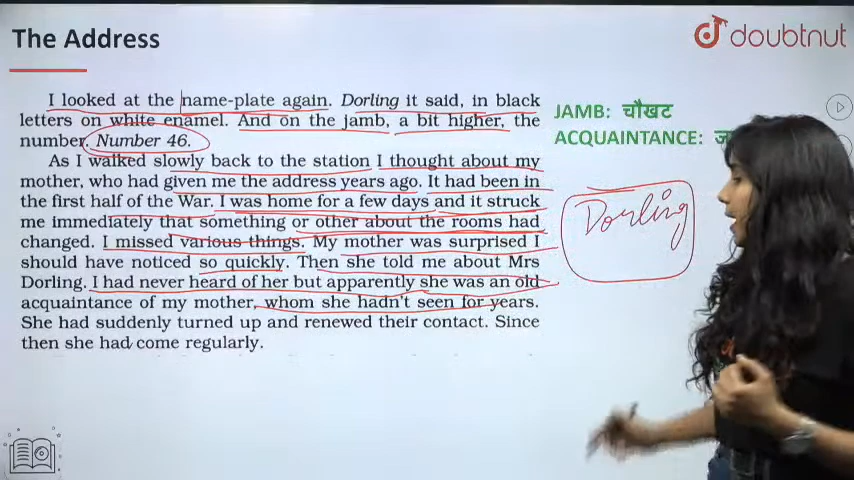 The Address
doubtnut
I looked at the name-plate again. Dorling it said, in black
letters on white enamel. And on the jamb, a bit higher, the
number. Number 46.
As I walked slowly back to the station I thought about my
mother, who had given me the address years ago. It had been in
the first half of the War. I was home for a few days and it struck
me immediately that something or other about the rooms had
changed. I missed various things. My mother was surprised I
should have noticed so quickly. Then she told me about Mrs
Dorling. I had never heard of her but apparently she was an old
acquaintance of my mother, whom she hadn't seen for years.
She had suddenly turned up and renewed their contact. Since
then she had come regularly.
JAMB: चौखट
ACQUAINTANCE:
Dorling